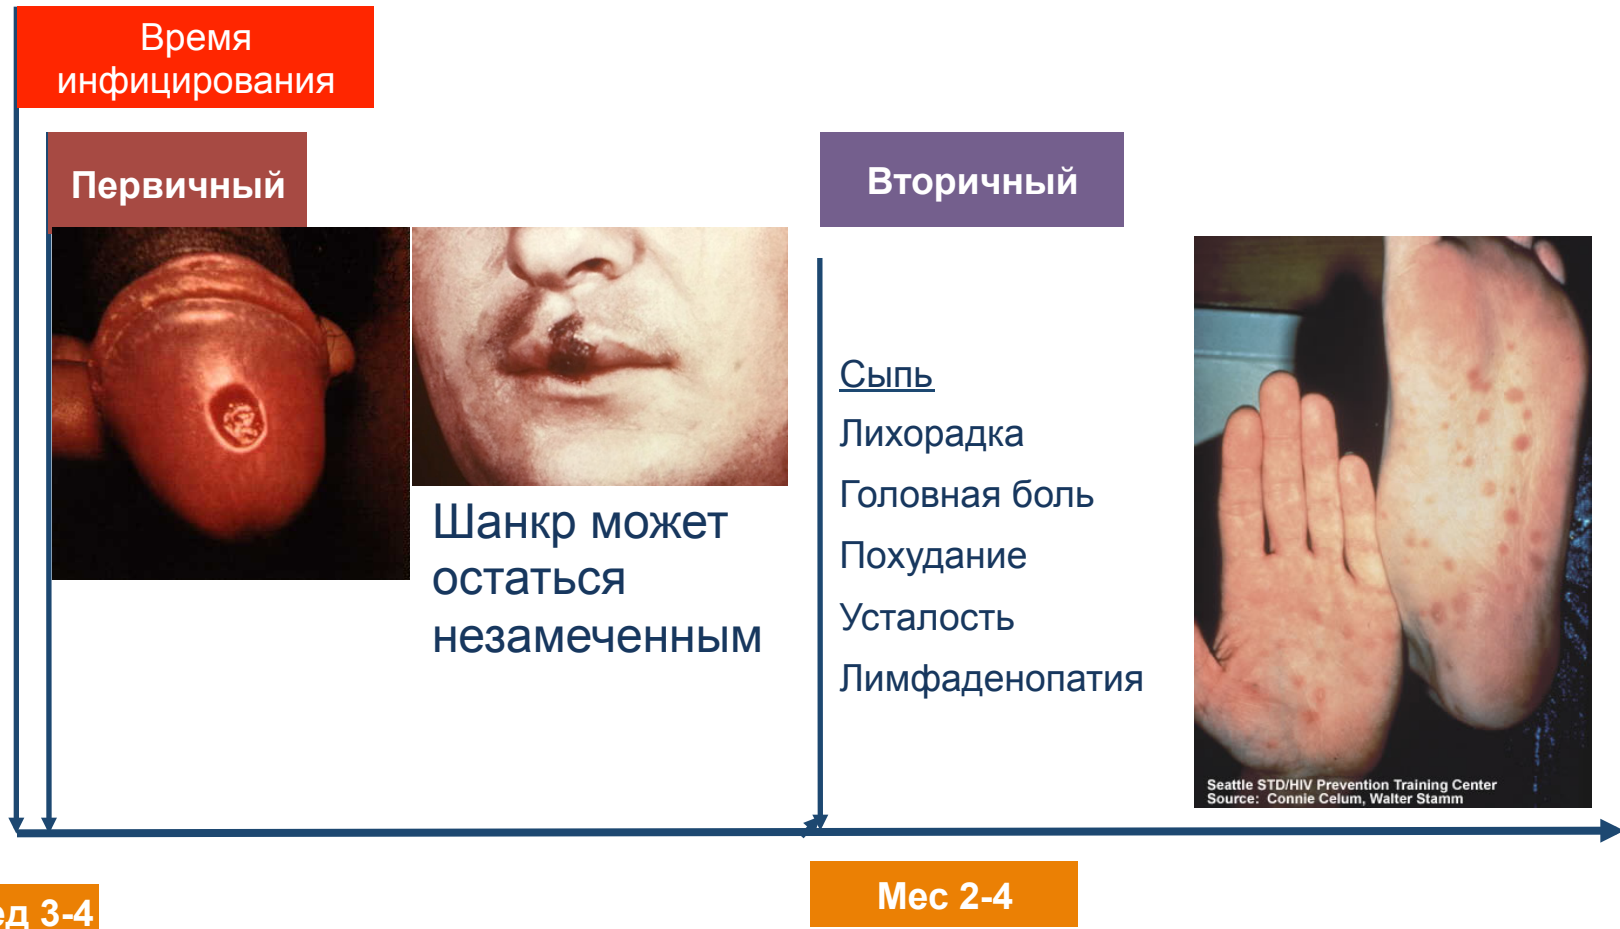 Время
инфицирования
Первичный
Вторичный
Шанкр может
остаться
незамеченным
Сыпь
Лихорадка
Головная боль
Похудание
Усталость
Лимфаденопатия
Seattle STD/HIV Prevention Training Center
Source: Connie Celum, Walter Stamm
Мес 2-4
ед 3-4